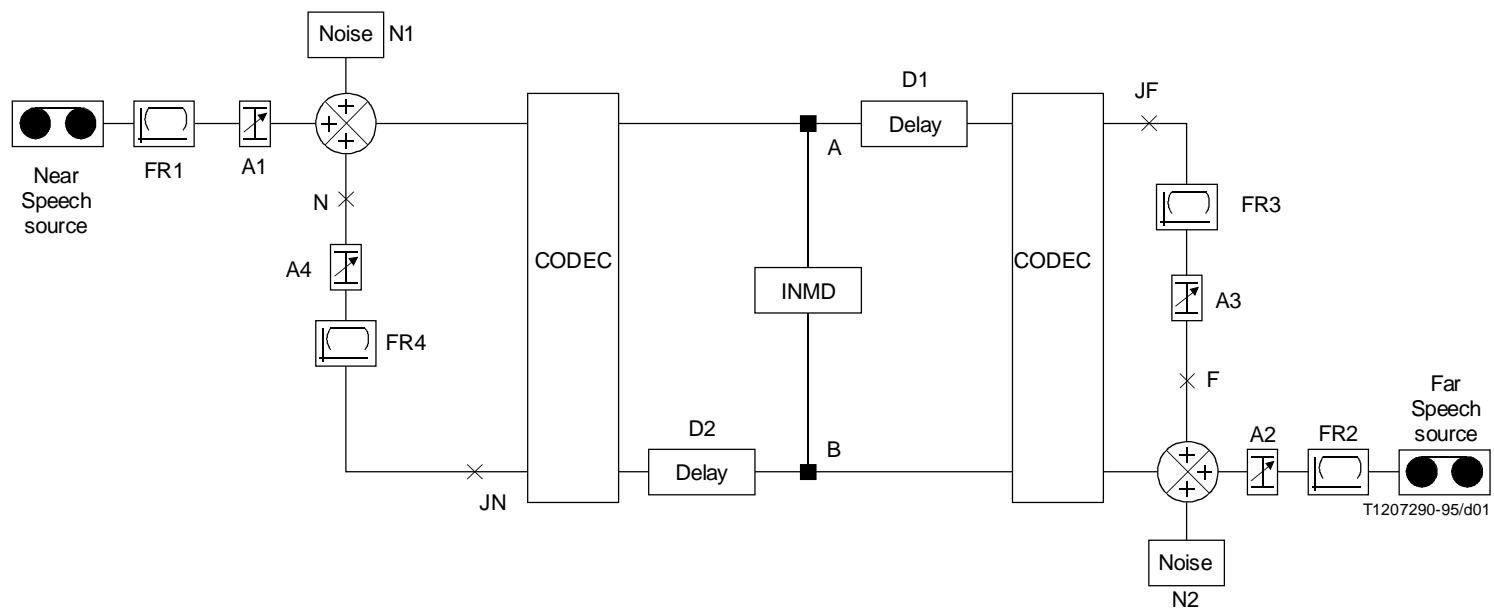 Noise
N1
D1
JF
Delay
A
FR1
A1
Near
Speech
source
N
FR3
A4
CODEC
CODEC
INMD
A3
FR4
F
Far
Speech
source
D2
B
A2
FR2
Delay
JN
T1207290-95/d01
Noise
N2